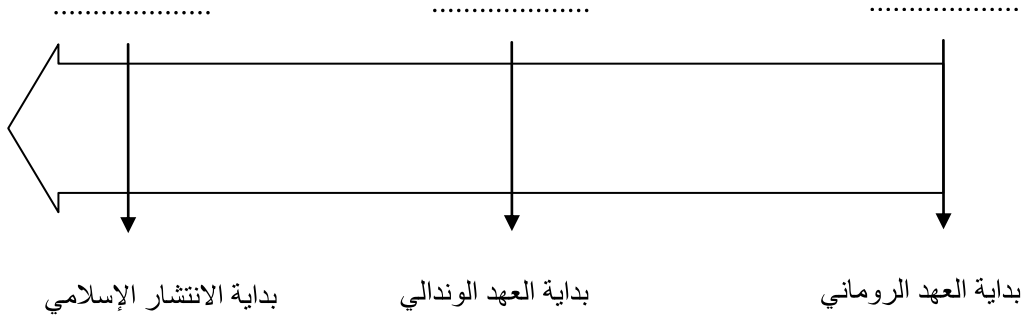 .................... .................... ....................
بداية العهد الروماني بداية العهد الوندالي بداية الانتشار الإسلامي